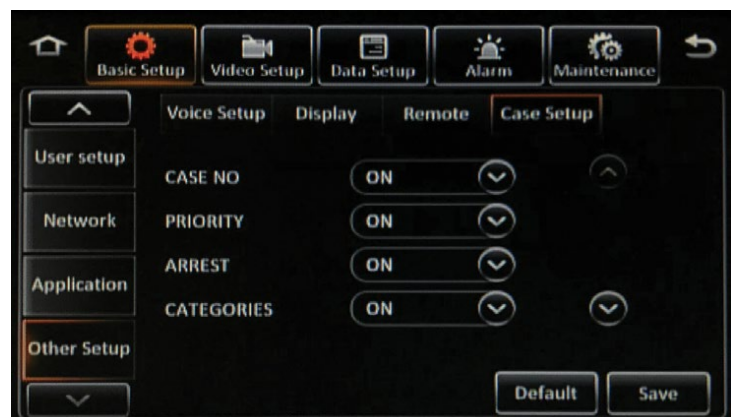 Basic Setup Video Setup Data Setup Alarm Maintenance
Voice Setup Display Remote Case Setup
User setup
CASE NO ON
Network
PRIORITY ON
ARREST ON
Application
CATEGORIES ON
Other Setup
Default Save